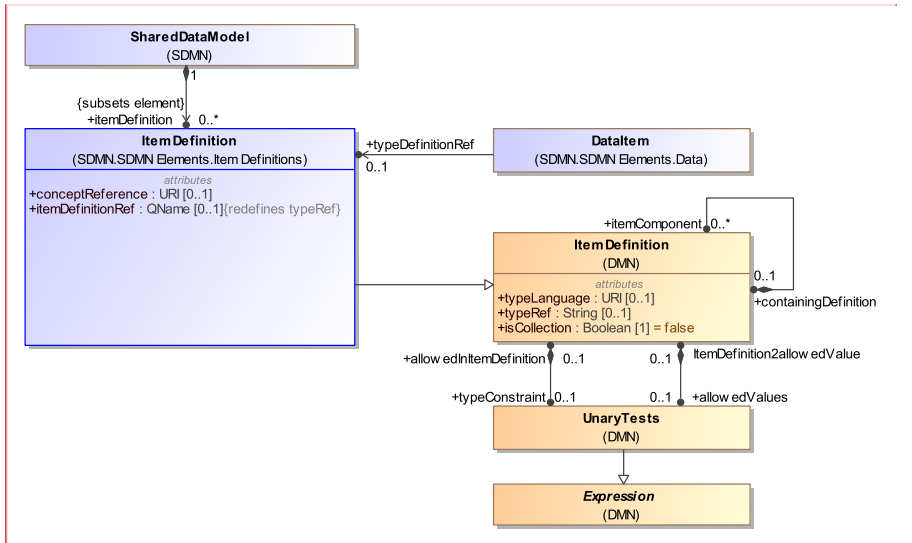 SharedDataModel
(SDMN)
1
{subsets element}
+itemDefinition 0..*
ItemDefinition
(SDMN.SDMN Elements.Item Definitions)
attributes
+conceptReference : URI [0..1]
+itemDefinitionRef : QName [0..1]{redefines typeRef}
+typeDefinitionRef
0..1
DataItem
(SDMN.SDMN Elements.Data)
+itemComponent 0..*
ItemDefinition
(DMN)
attributes
+typeLanguage : URI [0..1]
+typeRef : String [0..1]
+isCollection : Boolean [1] = false
0..1
+containingDefinition
+allowedInItemDefinition 0..1
0..1 ItemDefinition2allowedValue
+typeConstraint 0..1
0..1 +allowedValues
UnaryTests
(DMN)
Expression
(DMN)